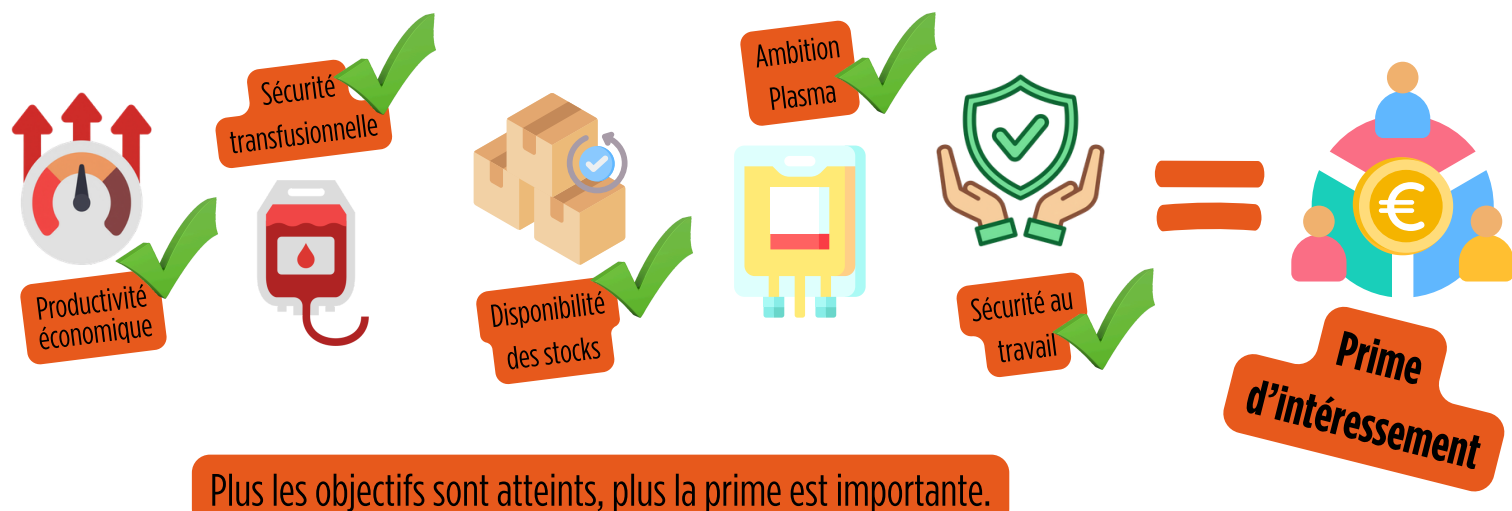 Productivité
économique
Sécurité
transfusionnelle
Disponibilité
des stocks
Ambition
Plasma
Sécurité au
travail
€
Prime
d’intéressement
Plus les objectifs sont atteints, plus la prime est importante.